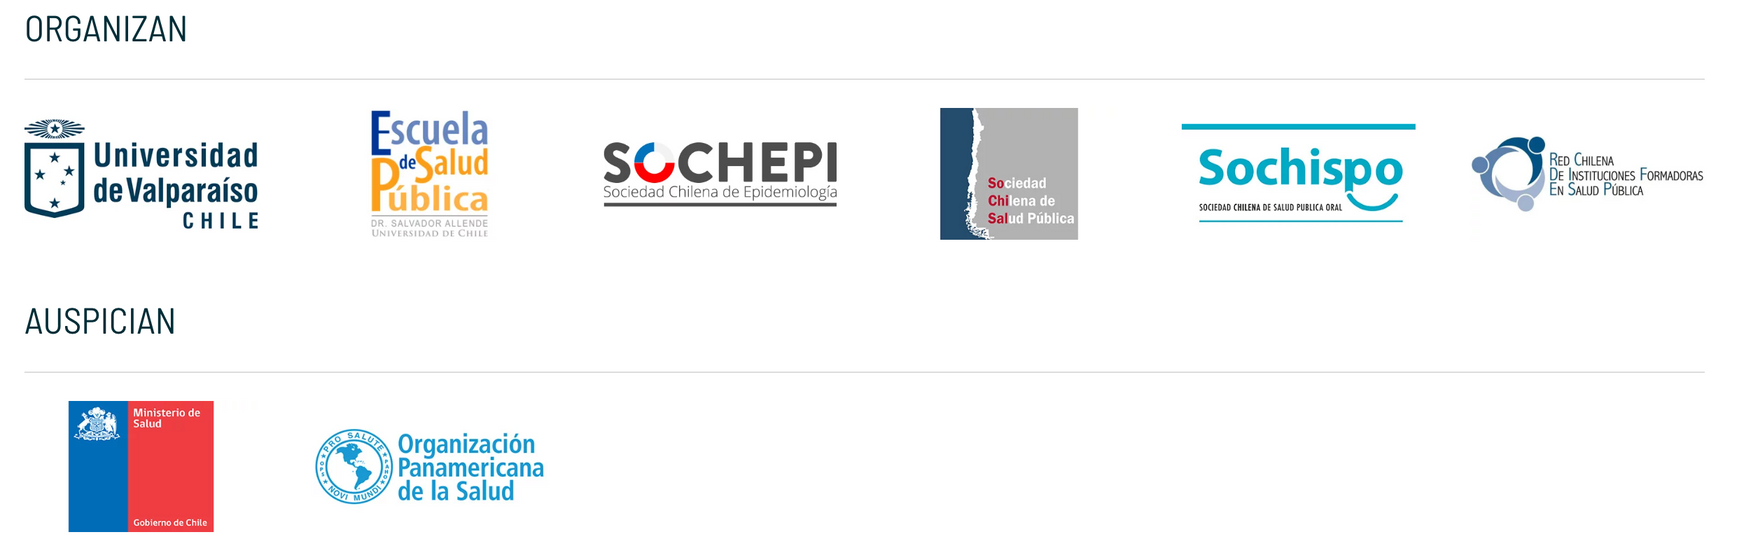 ORGANIZAN
Universidad
de Valparaíso
CHILE
Escuela
de Salud
Pública
DR. SALVADOR ALLENDE
UNIVERSIDAD DE CHILE
SOCHEPI
Sociedad Chilena de Epidemiología
Sociedad
Chilena de
Salud Pública
Sochispo
SOCIEDAD CHILENA DE SALUD PUBLICA ORAL
RED CHILENA
DE INSTITUCIONES FORMADORAS
EN SALUD PÚBLICA
AUSPICIAN
Ministerio de
Salud
Gobierno de Chile
PRO SALUTE
NOVI MUNDI
Organización
Panamericana
de la Salud